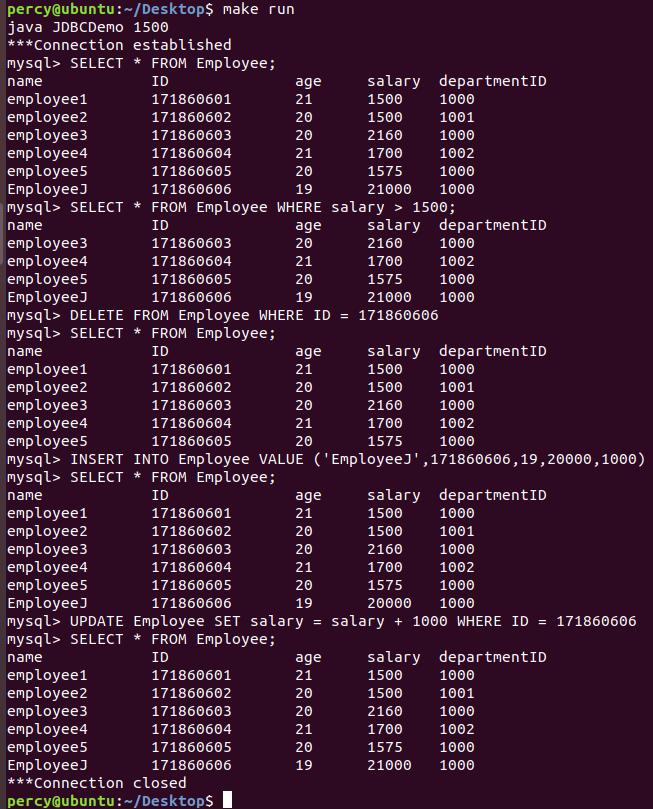 percy@ubuntu:~/Desktop$ make run
java JDBCDemo 1500
***Connection established
mysql> SELECT * FROM Employee;
name ID age salary departmentID
employee1 171860601 21 1500 1000
employee2 171860602 20 1500 1001
employee3 171860603 20 2160 1000
employee4 171860604 21 1700 1002
employee5 171860605 20 1575 1000
EmployeeJ 171860606 19 21000 1000
mysql> SELECT * FROM Employee WHERE salary > 1500;
name ID age salary departmentID
employee3 171860603 20 2160 1000
employee4 171860604 21 1700 1002
employee5 171860605 20 1575 1000
EmployeeJ 171860606 19 21000 1000
mysql> DELETE FROM Employee WHERE ID = 171860606
mysql> SELECT * FROM Employee;
name ID age salary departmentID
employee1 171860601 21 1500 1000
employee2 171860602 20 1500 1001
employee3 171860603 20 2160 1000
employee4 171860604 21 1700 1002
employee5 171860605 20 1575 1000
mysql> INSERT INTO Employee VALUE ('EmployeeJ',171860606,19,20000,1000)
mysql> SELECT * FROM Employee;
name ID age salary departmentID
employee1 171860601 21 1500 1000
employee2 171860602 20 1500 1001
employee3 171860603 20 2160 1000
employee4 171860604 21 1700 1002
employee5 171860605 20 1575 1000
EmployeeJ 171860606 19 20000 1000
mysql> UPDATE Employee SET salary = salary + 1000 WHERE ID = 171860606
mysql> SELECT * FROM Employee;
name ID age salary departmentID
employee1 171860601 21 1500 1000
employee2 171860602 20 1500 1001
employee3 171860603 20 2160 1000
employee4 171860604 21 1700 1002
employee5 171860605 20 1575 1000
EmployeeJ 171860606 19 21000 1000
***Connection closed
percy@ubuntu:~/Desktop$